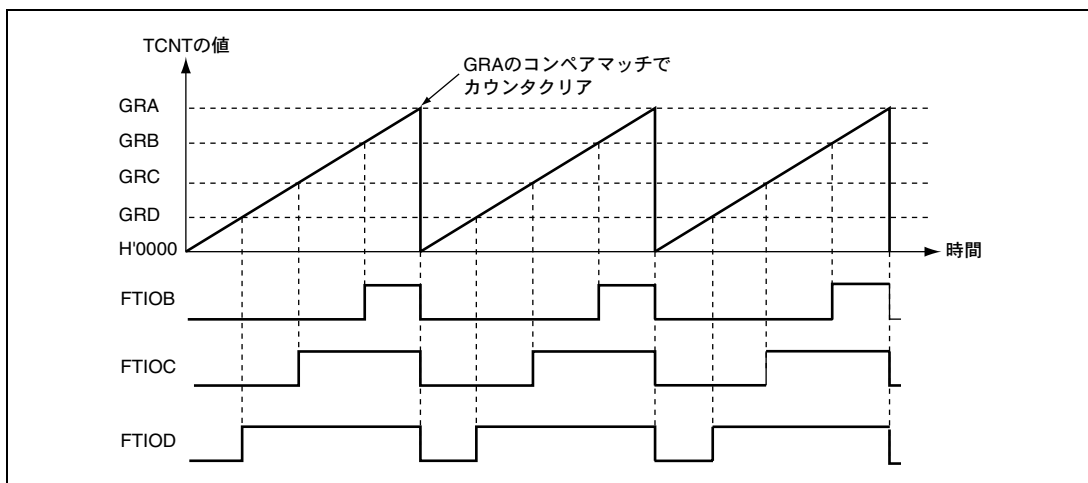 TCNTの値
GRAのコンペアマッチで
カウンタクリア
GRA
GRB
GRC
GRD
H'0000
時間
FTIOB
FTIOC
FTIOD